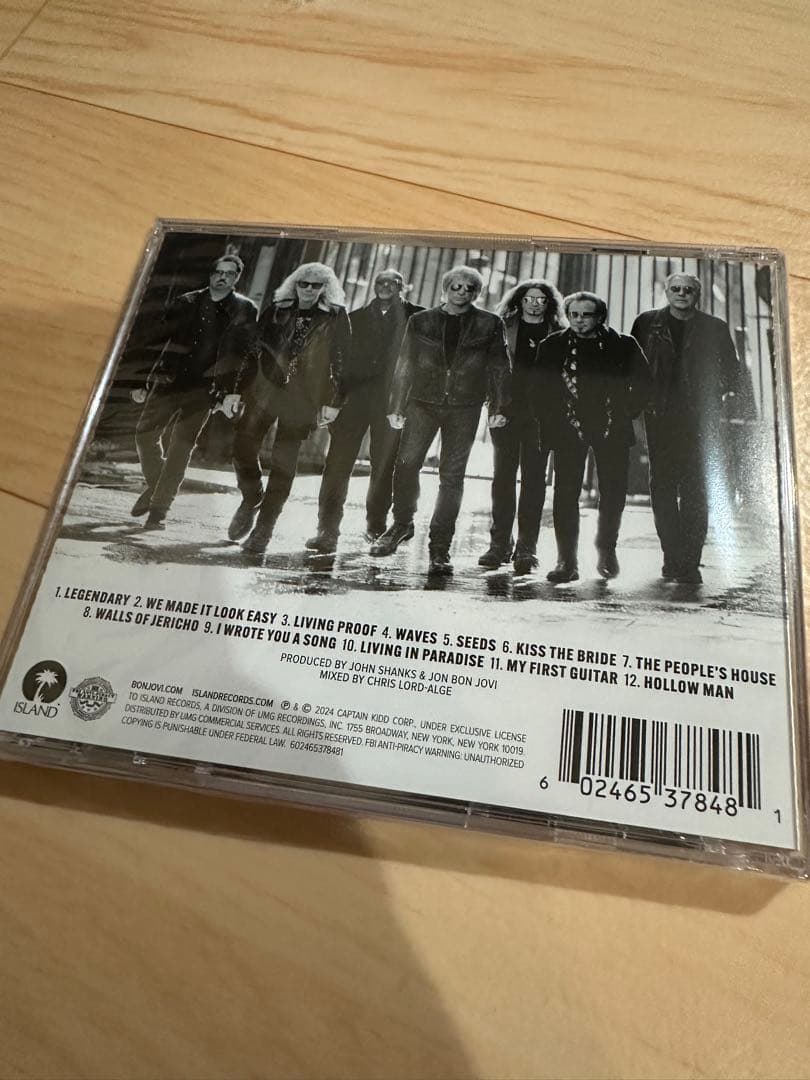 1. LEGENDARY 2. WE MADE IT LOOK EASY 3. LIVING PROOF 4. WAVES 5. SEEDS 6. KISS THE BRIDE 7. THE PEOPLE'S HOUSE
8. WALLS OF JERICHO 9. I WROTE YOU A SONG 10. LIVING IN PARADISE 11. MY FIRST GUITAR 12. HOLLOW MAN
PRODUCED BY JOHN SHANKS & JON BON JOVI
MIXED BY CHRIS LORD-ALGE
ISLAND
BONJOVI.COM ISLANDRECORDS.COM ℗ & © 2024 CAPTAIN KIDD CORP., UNDER EXCLUSIVE LICENSE
TO ISLAND RECORDS, A DIVISION OF UMG RECORDINGS, INC. 1755 BROADWAY, NEW YORK, NEW YORK 10019.
DISTRIBUTED BY UMG COMMERCIAL SERVICES. ALL RIGHTS RESERVED. FBI ANTI-PIRACY WARNING: UNAUTHORIZED
COPYING IS PUNISHABLE UNDER FEDERAL LAW. 602465378481
6 02465 37848 1